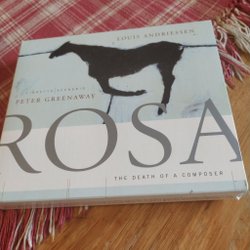 LOUIS ANDRIESSEN
PETER GREENAWAY
ROSA
THE DEATH OF A COMPOSER